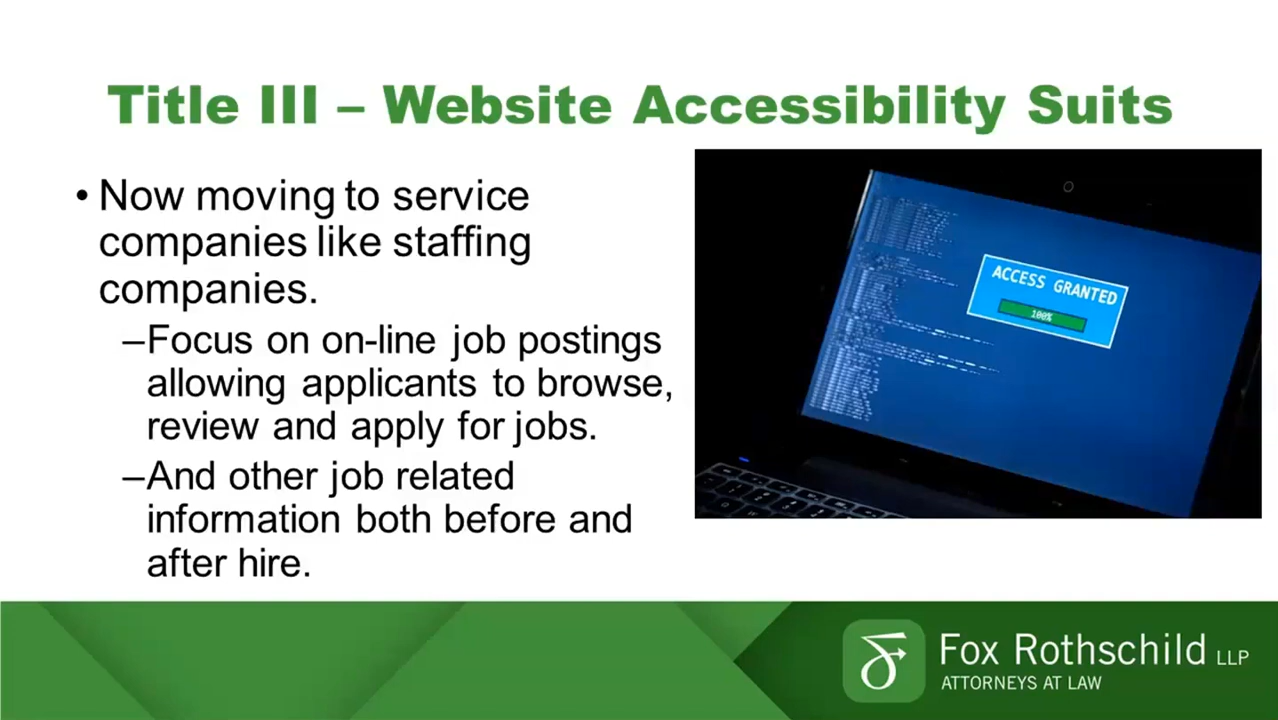 Title III – Website Accessibility Suits
• Now moving to service
companies like staffing
companies.
–Focus on on-line job postings
allowing applicants to browse,
review and apply for jobs.
–And other job related
information both before and
after hire.
ACCESS GRANTED
100%
Fox Rothschild LLP
ATTORNEYS AT LAW